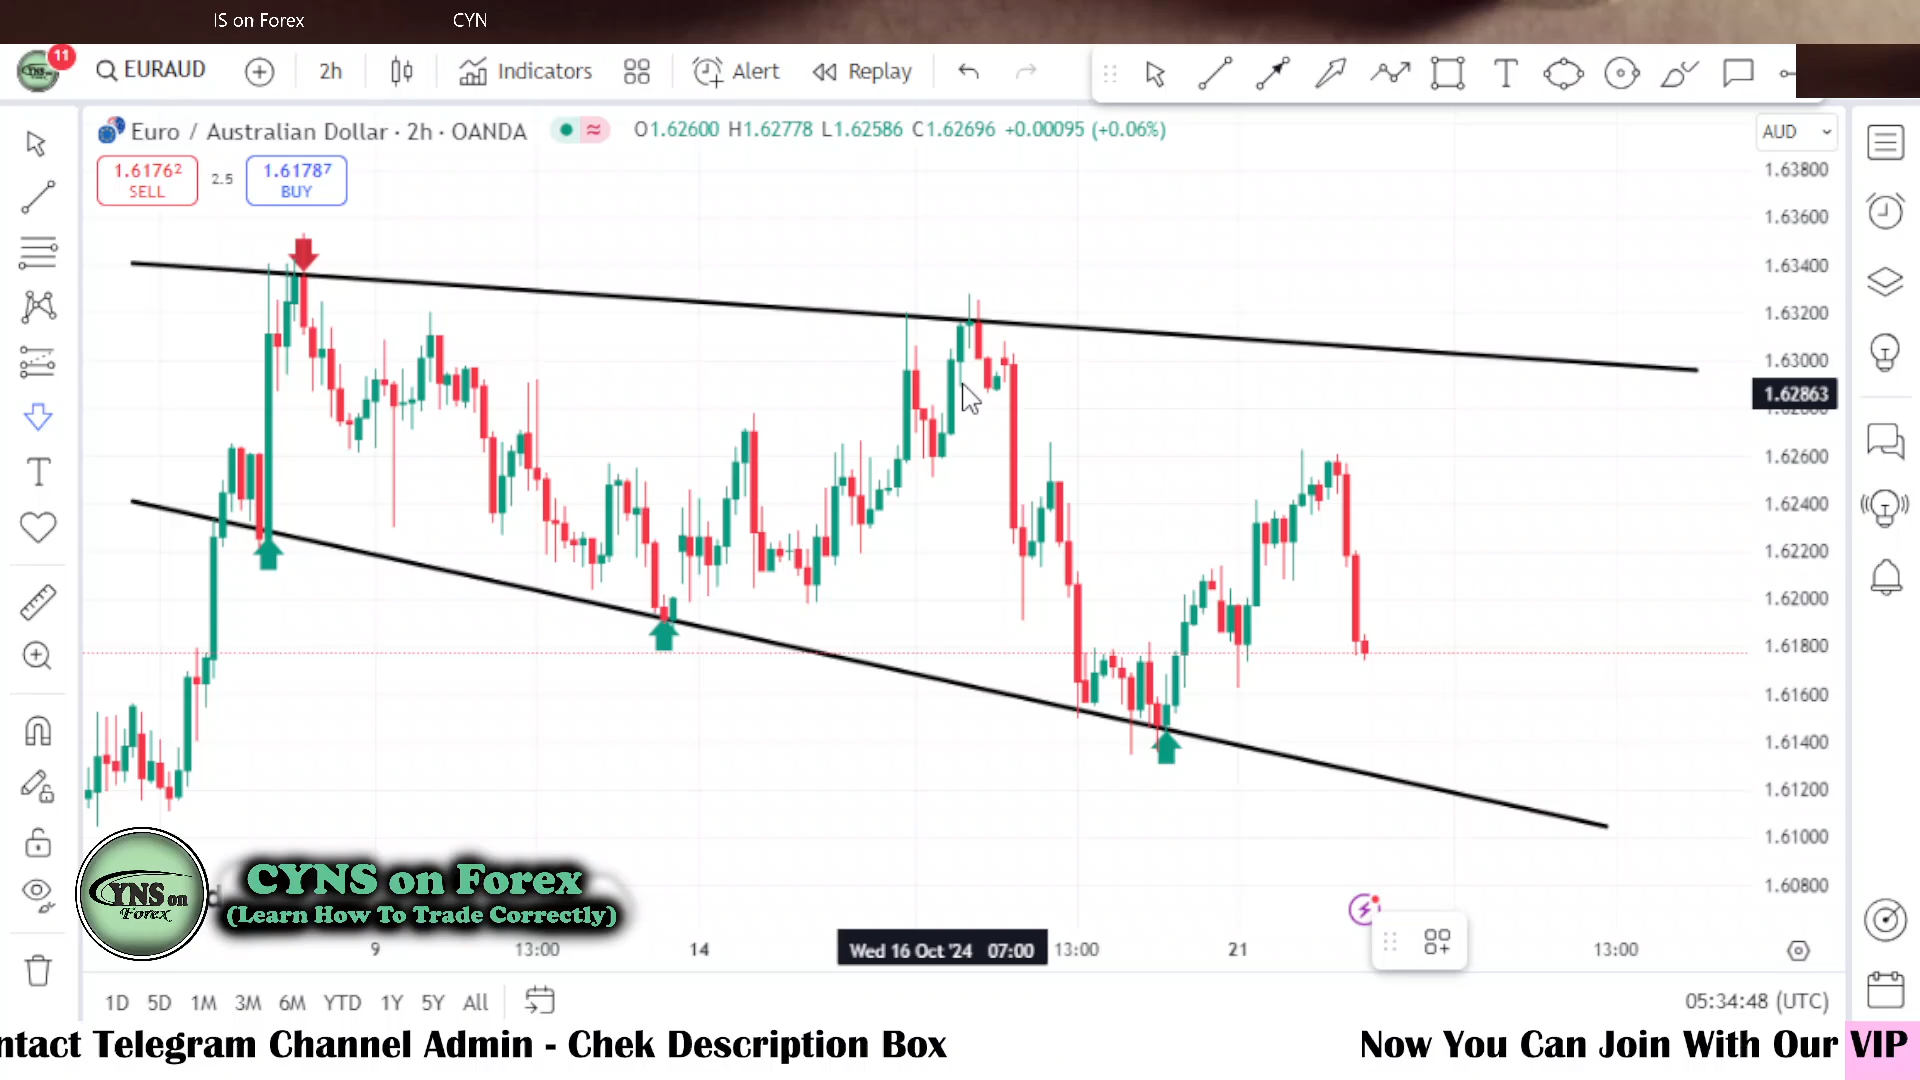 IS on Forex CYN
11 EURAUD 2h Indicators Alert Replay
Euro / Australian Dollar · 2h · OANDA O1.62600 H1.62778 L1.62586 C1.62696 +0.00095 (+0.06%) AUD
1.61762 SELL 2.5 1.61787 BUY
1.63800
1.63600
1.63400
1.63200
1.63000
1.62863
1.62600
1.62400
1.62200
1.62000
1.61800
1.61600
1.61400
1.61200
1.61000
1.60800
CYNS on Forex
(Learn How To Trade Correctly)
YNS on
Forex
9 13:00 14 Wed 16 Oct '24 07:00 13:00 21 13:00
1D 5D 1M 3M 6M YTD 1Y 5Y All 05:34:48 (UTC)
ntact Telegram Channel Admin - Chek Description Box Now You Can Join With Our VIP